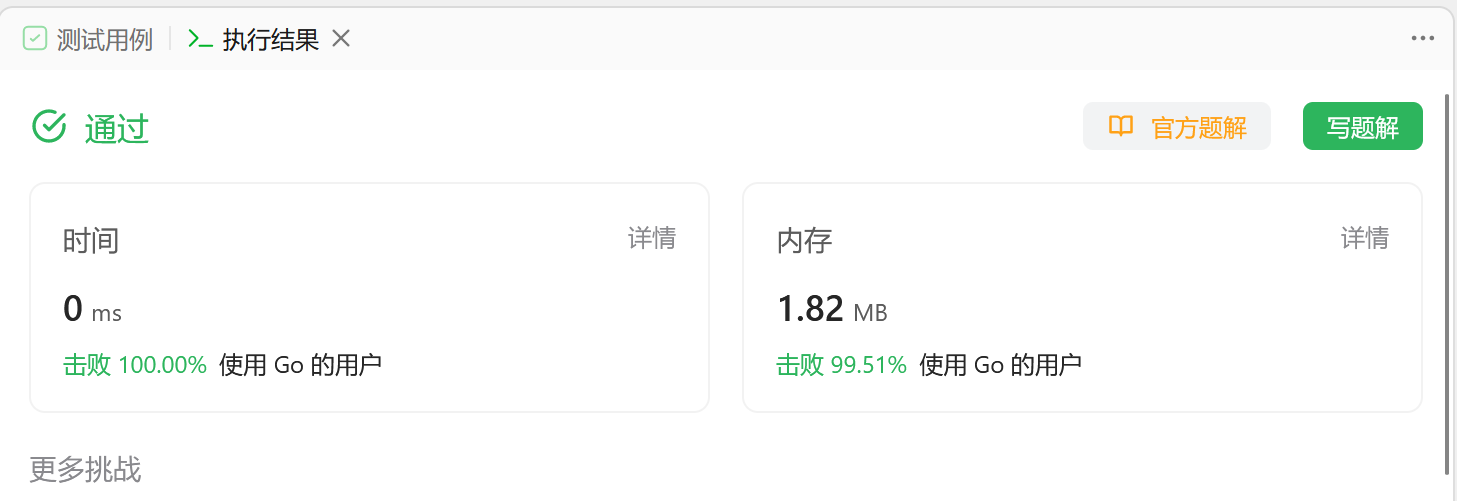 测试用例 执行结果
通过 官方题解 写题解
时间 详情
0 ms
击败 100.00% 使用 Go 的用户
内存 详情
1.82 MB
击败 99.51% 使用 Go 的用户
更多挑战